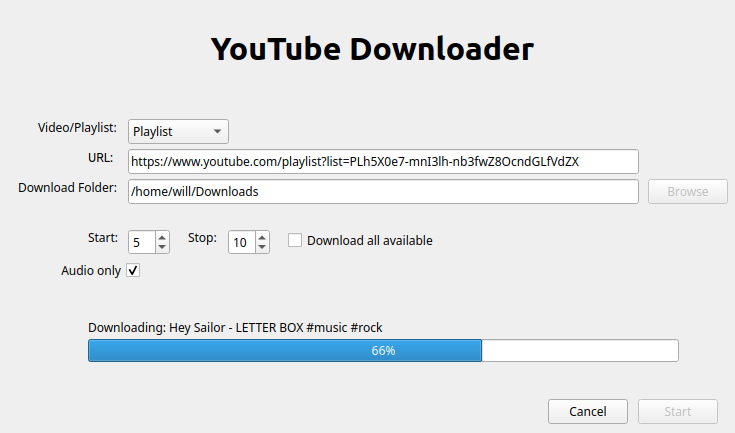 YouTube Downloader
Video/Playlist: Playlist
URL: https://www.youtube.com/playlist?list=PLh5X0e7-mnI3lh-nb3fwZ8OcndGLfVdZX
Download Folder: /home/will/Downloads Browse
Start: 5 Stop: 10 Download all available
Audio only
Downloading: Hey Sailor - LETTER BOX #music #rock
66%
Cancel Start